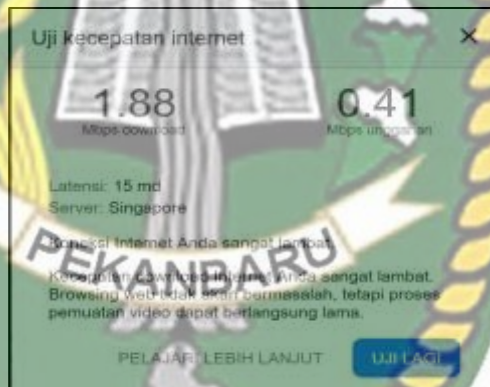 Uji kecepatan internet
1.88 0.41
Mbps download Mbps unggahan
Latensi: 15 md
Server: Singapore
PEKANBARU
Koneksi Internet Anda sangat lambat.
Kecepatan download Internet Anda sangat lambat.
Browsing web tidak akan bermasalah, tetapi proses
pemuatan video dapat berlangsung lama.
PELAJARI LEBIH LANJUT UJI LAGI